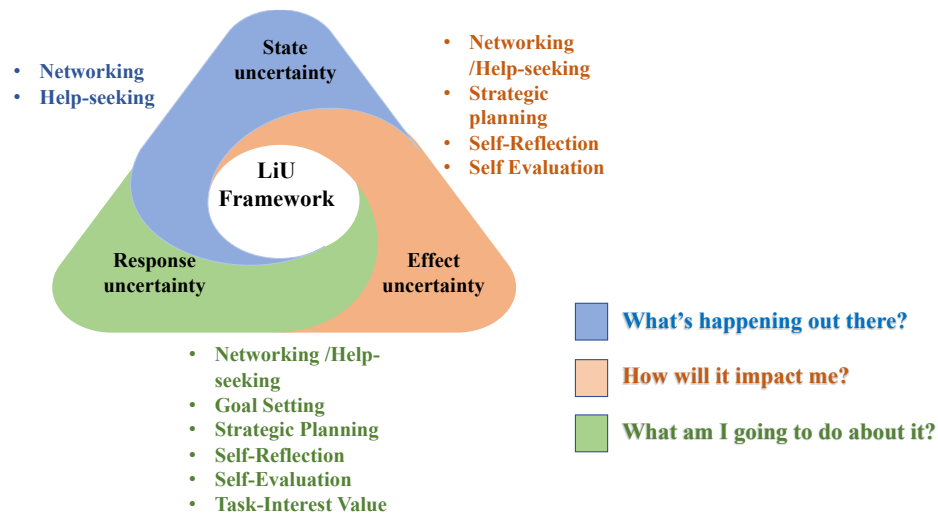 State
uncertainty
• Networking
• Help-seeking
• Networking
/Help-seeking
• Strategic
planning
• Self-Reflection
• Self Evaluation
LiU
Framework
Response
uncertainty
Effect
uncertainty
• Networking /Help-
seeking
• Goal Setting
• Strategic Planning
• Self-Reflection
• Self-Evaluation
• Task-Interest Value
What's happening out there?
How will it impact me?
What am I going to do about it?